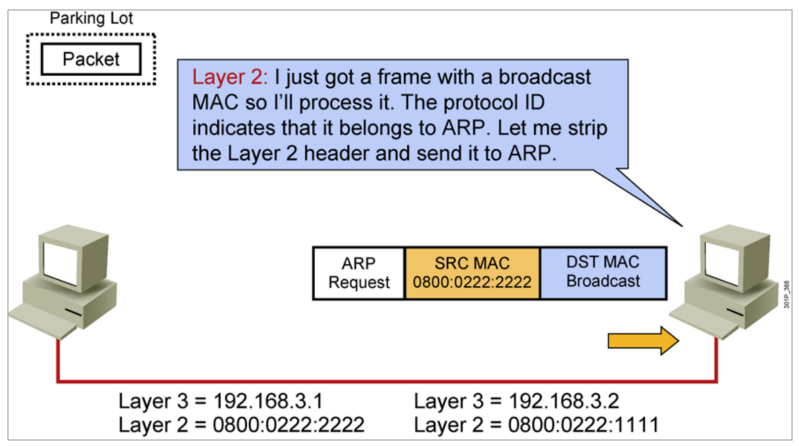 Parking Lot
Packet
Layer 2: I just got a frame with a broadcast
MAC so I'll process it. The protocol ID
indicates that it belongs to ARP. Let me strip
the Layer 2 header and send it to ARP.
ARP
Request
SRC MAC
0800:0222:2222
DST MAC
Broadcast
301P_368
Layer 3 = 192.168.3.1
Layer 2 = 0800:0222:2222
Layer 3 = 192.168.3.2
Layer 2 = 0800:0222:1111